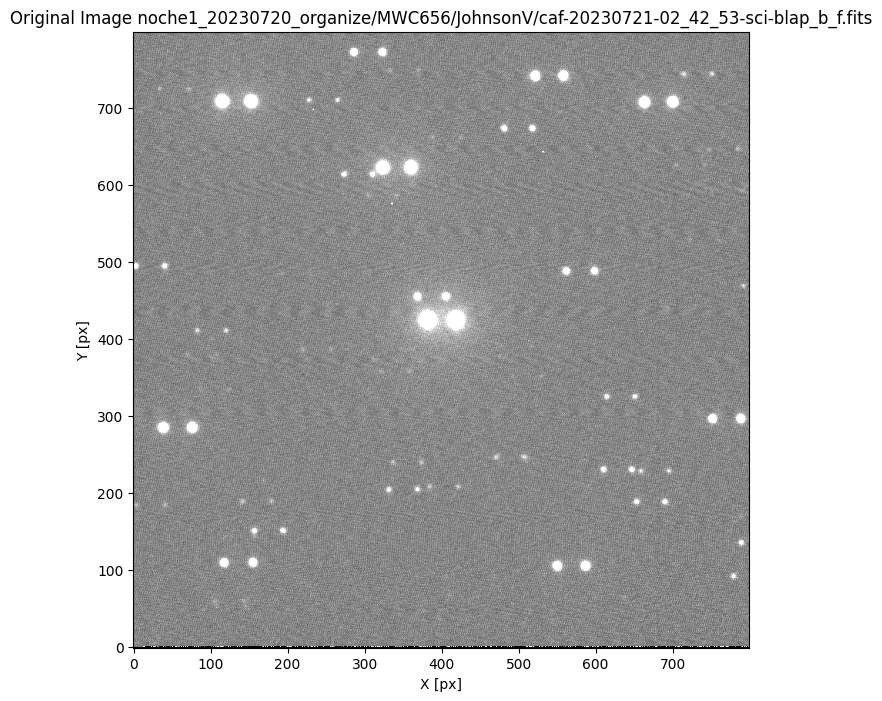 Original Image noche1_20230720_organize/MWC656/JohnsonV/caf-20230721-02_42_53-sci-blap_b_f.fits
700
600
500
400
300
200
100
0
Y [px]
0 100 200 300 400 500 600 700
X [px]